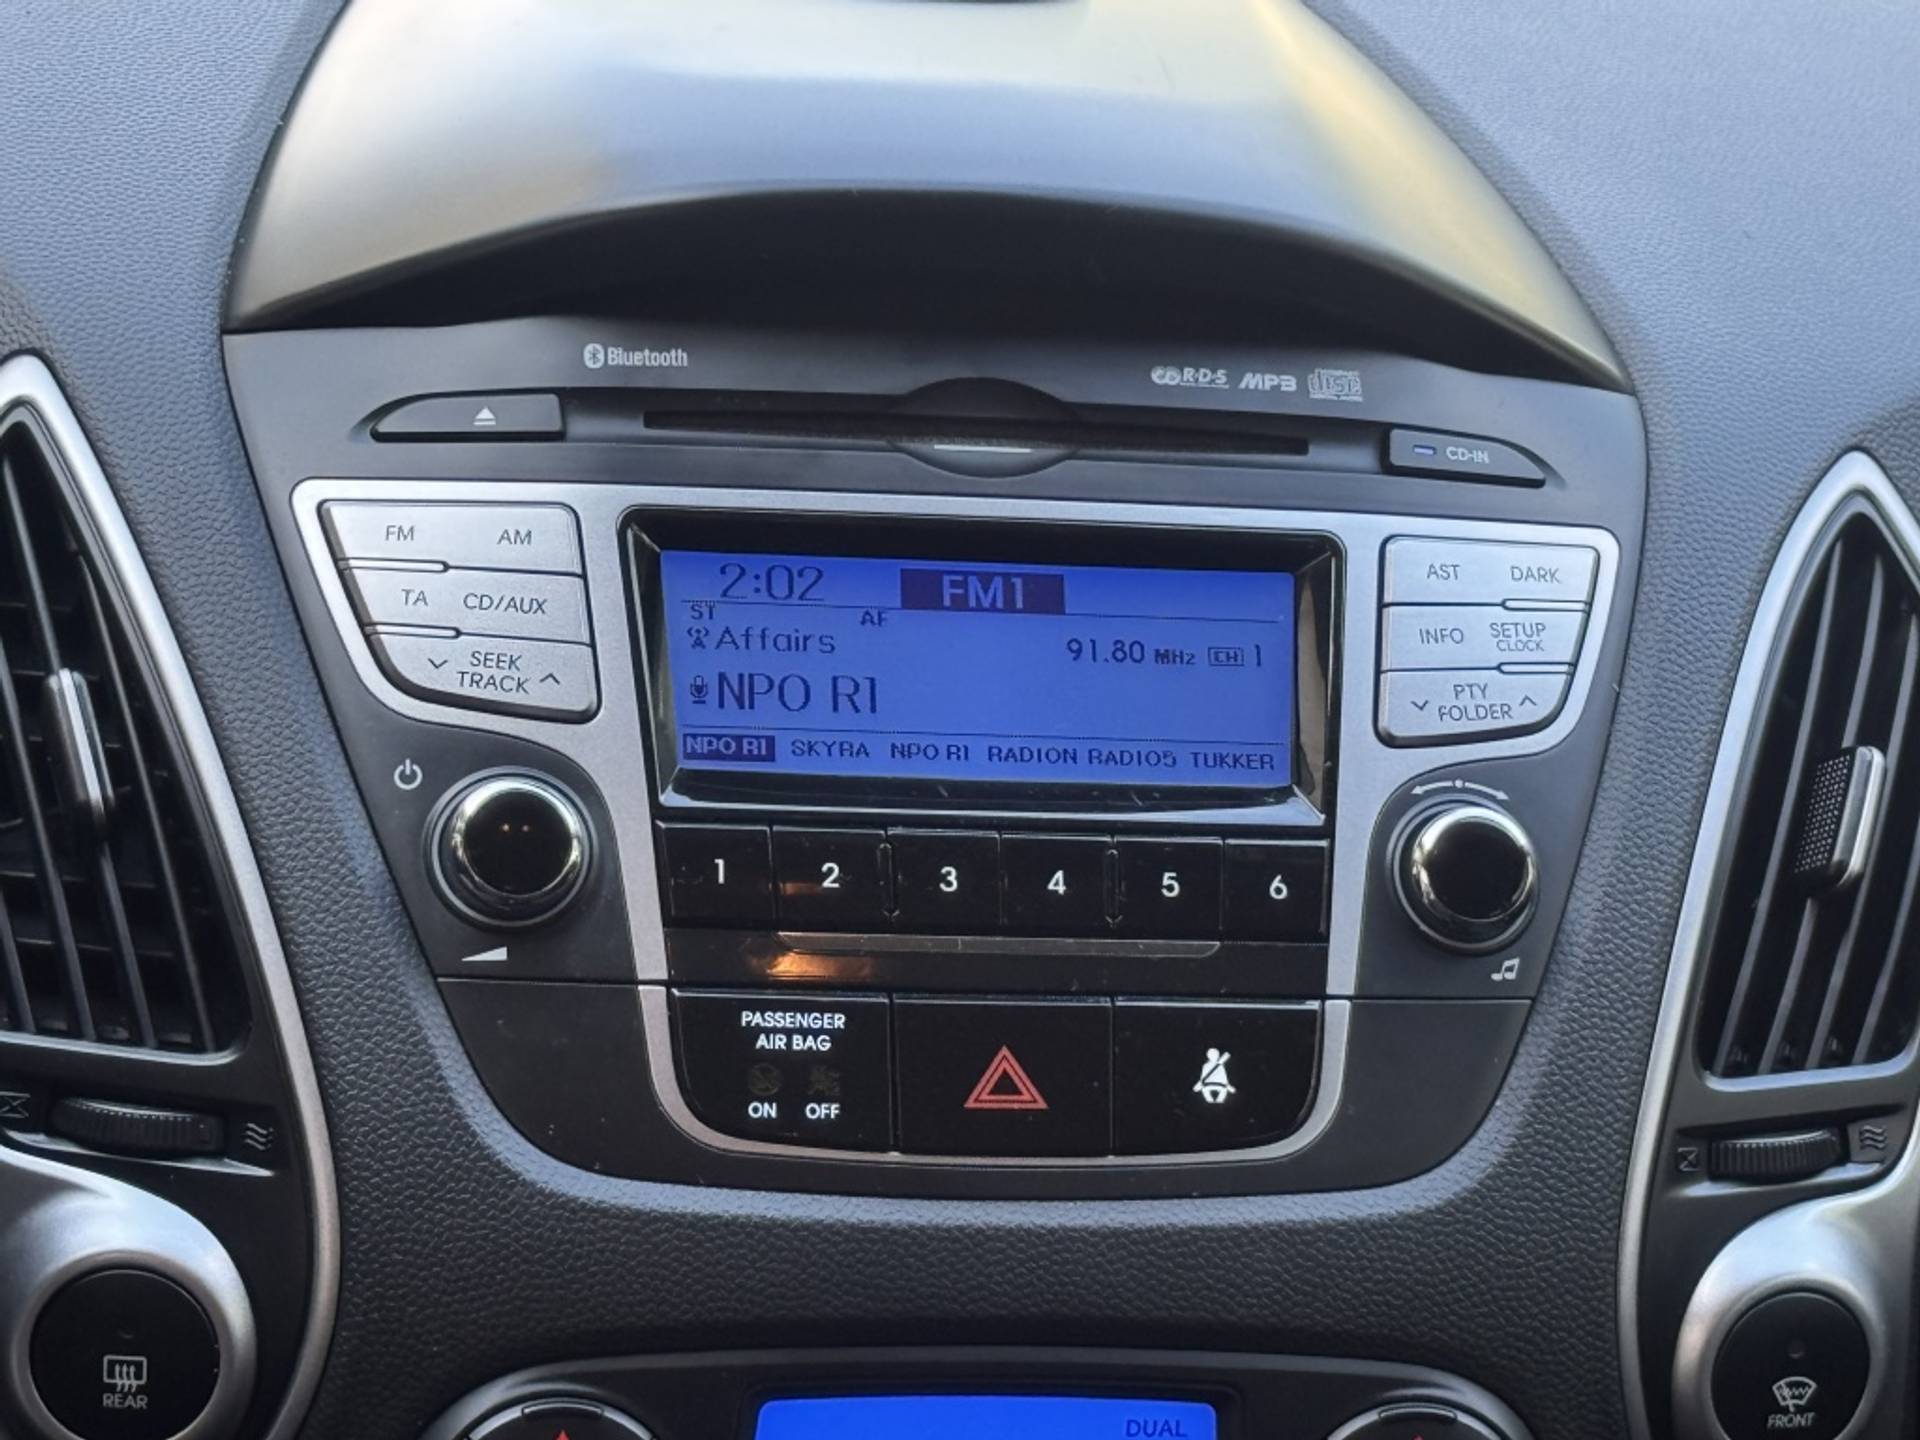 Bluetooth
R·D·S MP3 disc
CD-IN
FM AM
TA CD/AUX
SEEK
TRACK
2:02 FM1
ST AF
Affairs 91.80 MHz CH 1
NPO R1
NPO R1 SKYRA NPO R1 RADION RADIO5 TUKKER
AST DARK
INFO SETUP
CLOCK
PTY
FOLDER
1 2 3 4 5 6
PASSENGER
AIR BAG
ON OFF
REAR
DUAL
FRONT